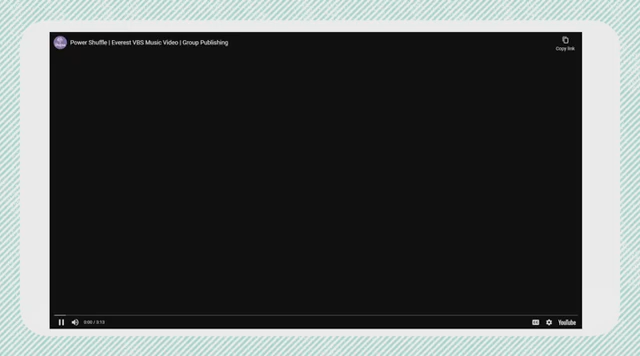 Power Shuffle | Everest VBS Music Video | Group Publishing
Copy link
0:00 / 3:13
YouTube